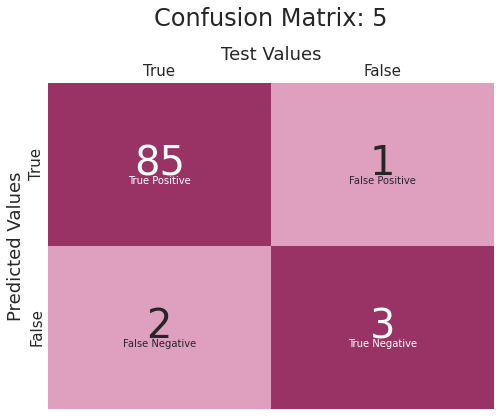 Confusion Matrix: 5
Test Values
True False
Predicted Values
True
85
True Positive
1
False Positive
False
2
False Negative
3
True Negative